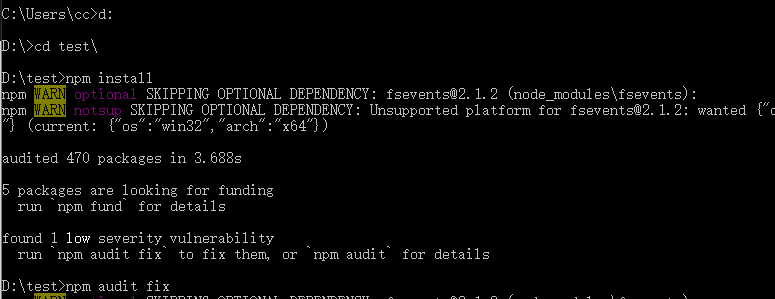 C:\Users\cc>d:
D:\>cd test\
D:\test>npm install
npm WARN optional SKIPPING OPTIONAL DEPENDENCY: fsevents@2.1.2 (node_modules\fsevents):
npm WARN notsup SKIPPING OPTIONAL DEPENDENCY: Unsupported platform for fsevents@2.1.2: wanted {"o
"} (current: {"os":"win32","arch":"x64"})
audited 470 packages in 3.688s
5 packages are looking for funding
run `npm fund` for details
found 1 low severity vulnerability
run `npm audit fix` to fix them, or `npm audit` for details
D:\test>npm audit fix